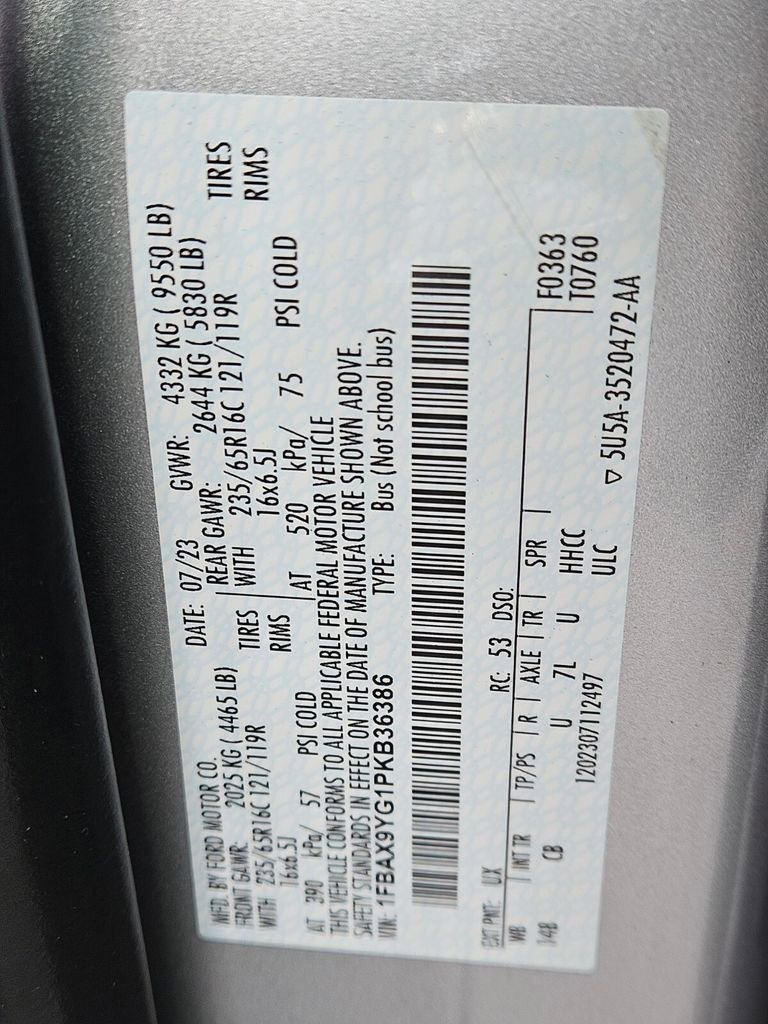 MFD. BY FORD MOTOR CO. DATE: 07/23 GVWR: 4332 KG ( 9550 LB)
FRONT GAWR: 2025 KG ( 4465 LB) REAR GAWR: 2644 KG ( 5830 LB)
WITH 235/65R16C 121/119R TIRES WITH 235/65R16C 121/119R TIRES
16x6.5J RIMS 16x6.5J RIMS
AT 390 kPa/ 57 PSI COLD AT 520 kPa/ 75 PSI COLD
THIS VEHICLE CONFORMS TO ALL APPLICABLE FEDERAL MOTOR VEHICLE
SAFETY STANDARDS IN EFFECT ON THE DATE OF MANUFACTURE SHOWN ABOVE.
VIN: 1FBAX9YG1PKB36386 TYPE: Bus (Not school bus)
EXT PNT: UX RC: 53 DSO:
WB INT TR TP/PS R AXLE TR SPR F0363
148 CB U 7L U HHCC T0760
1202307112497 ULC
▽ 5U5A-3520472-AA